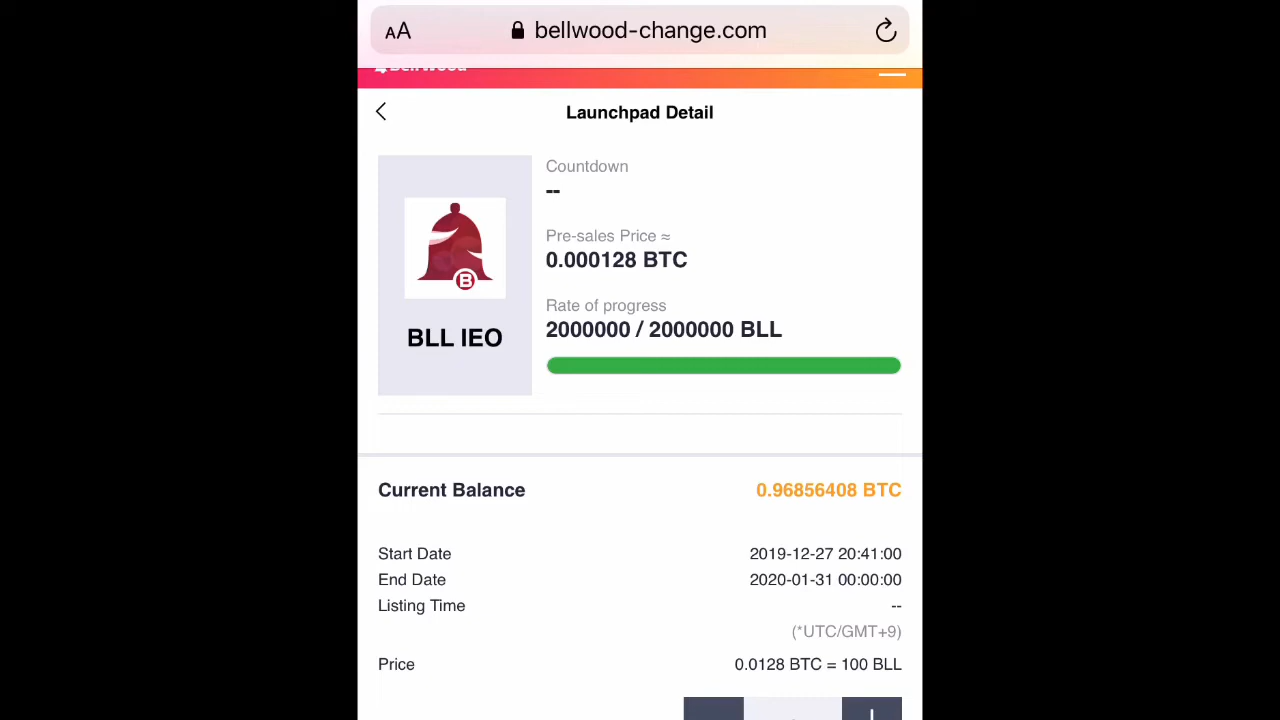 AA bellwood-change.com
BellWood
Launchpad Detail
Countdown
--
Pre-sales Price ≈
0.000128 BTC
Rate of progress
2000000 / 2000000 BLL
B
BLL IEO
Current Balance 0.96856408 BTC
Start Date 2019-12-27 20:41:00
End Date 2020-01-31 00:00:00
Listing Time --
(*UTC/GMT+9)
Price 0.0128 BTC = 100 BLL